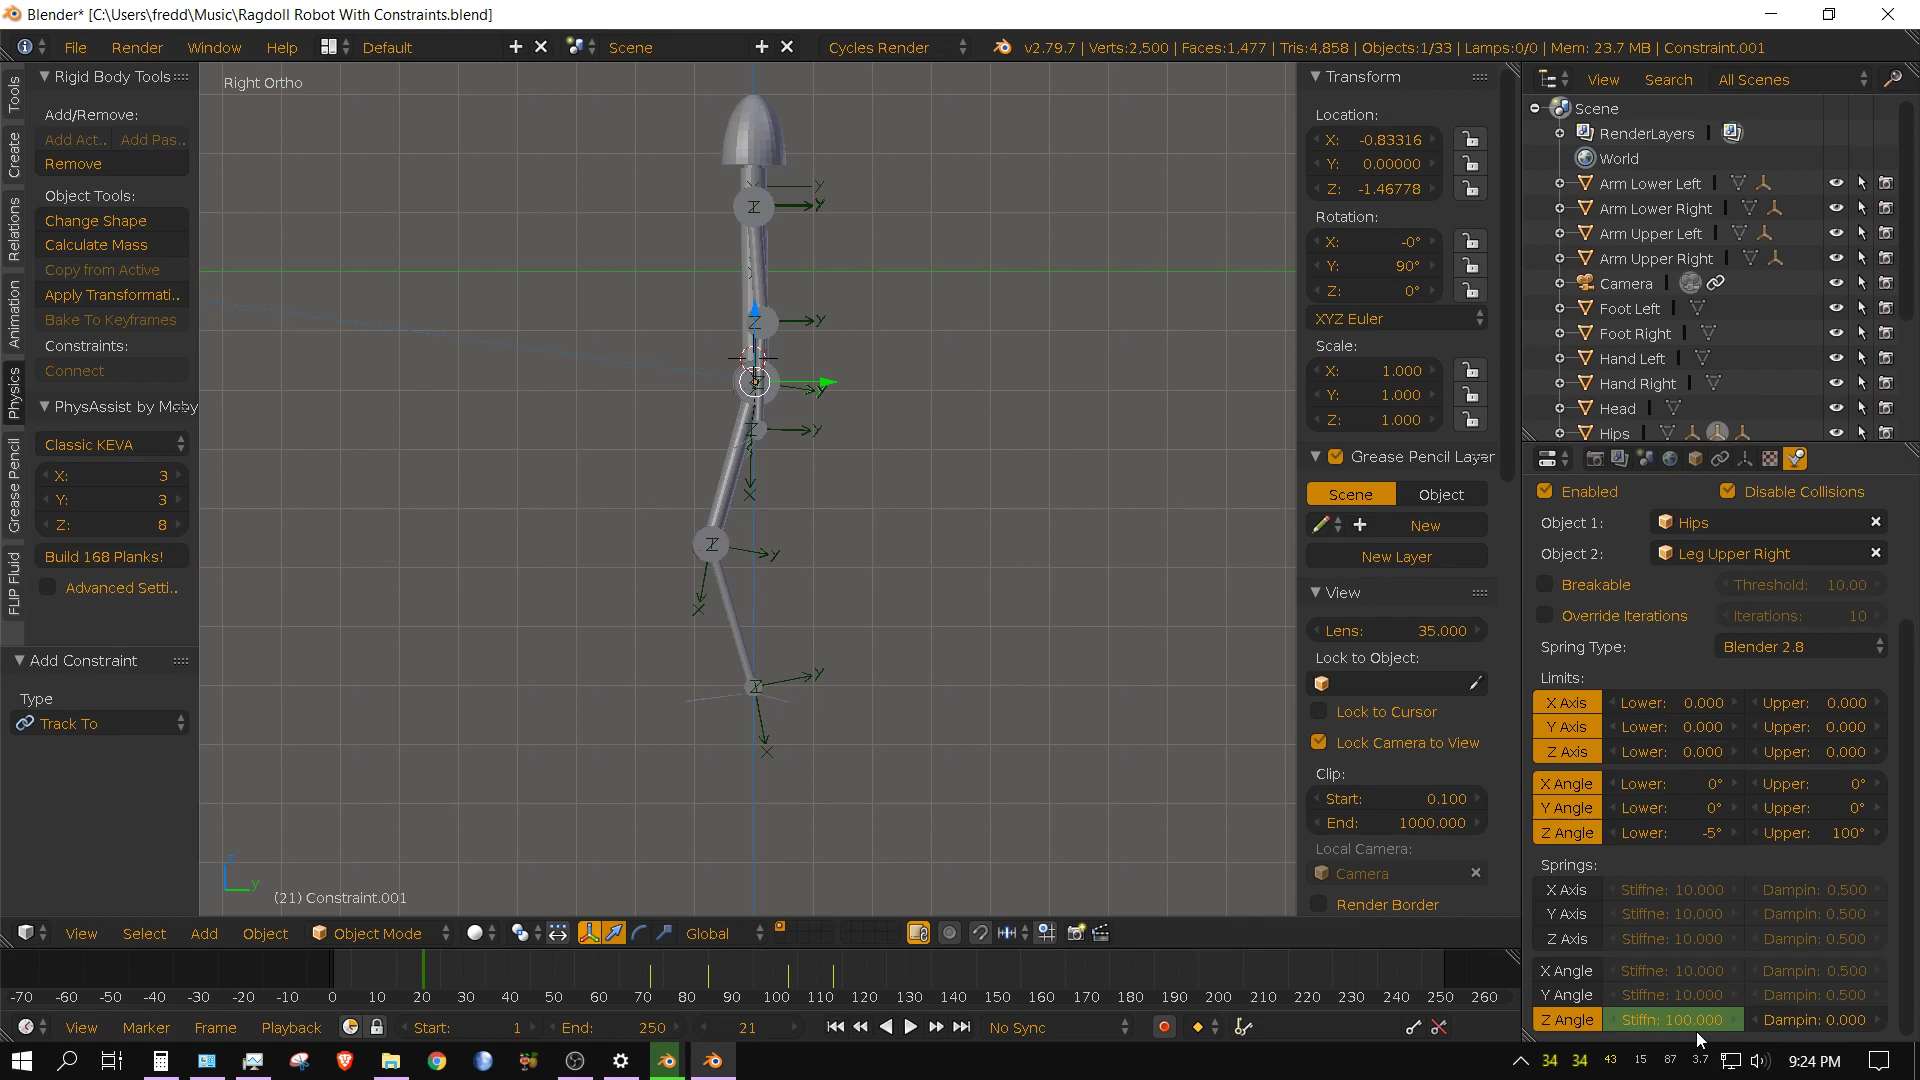 Blender* [C:\Users\fredd\Music\Ragdoll Robot With Constraints.blend]
File Render Window Help Default Scene Cycles Render v2.79.7 | Verts:2,500 | Faces:1,477 | Tris:4,858 | Objects:1/33 | Lamps:0/0 | Mem: 23.7 MB | Constraint.001
Tools
Create
Relations
Animation
Physics
Grease Pencil
FLIP Fluid
Rigid Body Tools
Add/Remove:
Add Act.. Add Pas..
Remove
Object Tools:
Change Shape
Calculate Mass
Copy from Active
Apply Transformati..
Bake To Keyframes
Constraints:
Connect
PhysAssist by Moby
Classic KEVA
X: 3
Y: 3
Z: 8
Build 168 Planks!
Advanced Setti..
Add Constraint
Type
Track To
Right Ortho
(21) Constraint.001
Transform
Location:
X: -0.83316
Y: 0.00000
Z: -1.46778
Rotation:
X: -0°
Y: 90°
Z: 0°
XYZ Euler
Scale:
X: 1.000
Y: 1.000
Z: 1.000
Grease Pencil Layer
Scene Object
New
New Layer
View
Lens: 35.000
Lock to Object:
Lock to Cursor
Lock Camera to View
Clip:
Start: 0.100
End: 1000.000
Local Camera:
Camera
Render Border
View Search All Scenes
Scene
RenderLayers
World
Arm Lower Left
Arm Lower Right
Arm Upper Left
Arm Upper Right
Camera
Foot Left
Foot Right
Hand Left
Hand Right
Head
Hips
Enabled Disable Collisions
Object 1: Hips
Object 2: Leg Upper Right
Breakable Threshold: 10.00
Override Iterations Iterations: 10
Spring Type: Blender 2.8
Limits:
X Axis Lower: 0.000 Upper: 0.000
Y Axis Lower: 0.000 Upper: 0.000
Z Axis Lower: 0.000 Upper: 0.000
X Angle Lower: 0° Upper: 0°
Y Angle Lower: 0° Upper: 0°
Z Angle Lower: -5° Upper: 100°
Springs:
X Axis Stiffne: 10.000 Dampin: 0.500
Y Axis Stiffne: 10.000 Dampin: 0.500
Z Axis Stiffne: 10.000 Dampin: 0.500
X Angle Stiffne: 10.000 Dampin: 0.500
Y Angle Stiffne: 10.000 Dampin: 0.500
Z Angle Stiffn: 100.000 Dampin: 0.000
View Select Add Object Object Mode Global
-70 -60 -50 -40 -30 -20 -10 0 10 20 30 40 50 60 70 80 90 100 110 120 130 140 150 160 170 180 190 200 210 220 230 240 250 260
View Marker Frame Playback Start: 1 End: 250 21 No Sync
34 34 43 15 87 3.7 9:24 PM